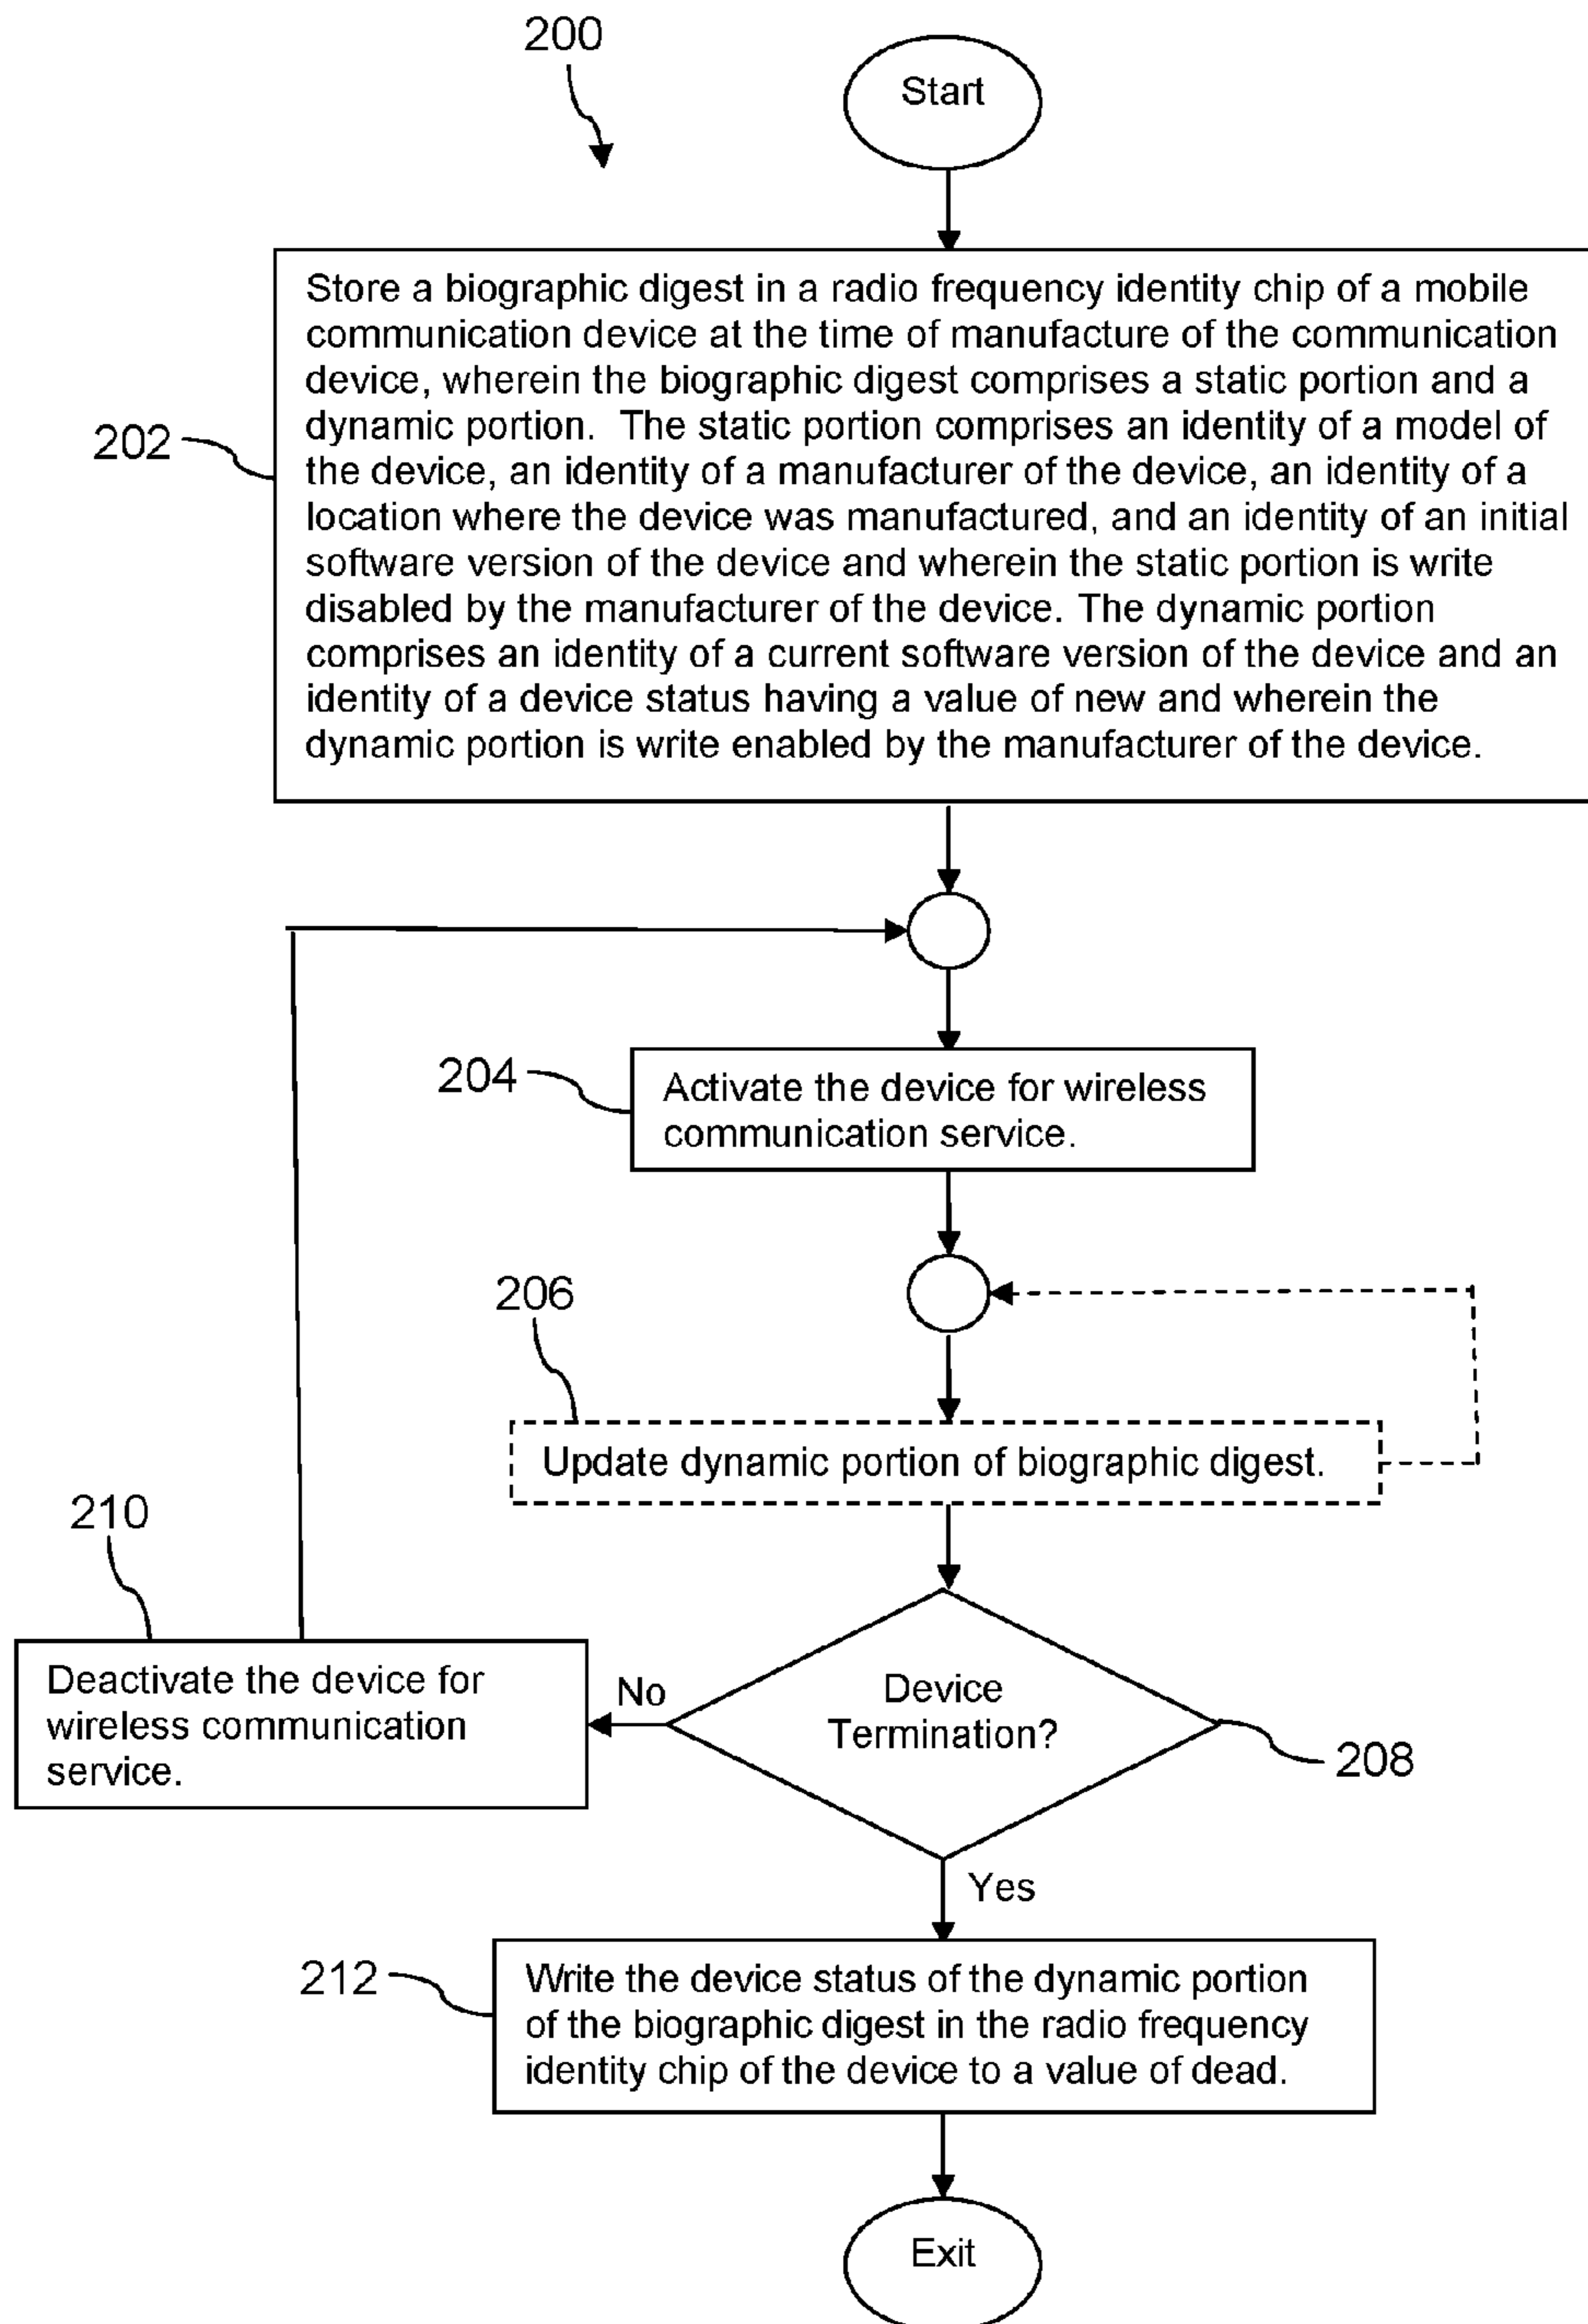 200
Start
202
Store a biographic digest in a radio frequency identity chip of a mobile
communication device at the time of manufacture of the communication
device, wherein the biographic digest comprises a static portion and a
dynamic portion.  The static portion comprises an identity of a model of
the device, an identity of a manufacturer of the device, an identity of a
location where the device was manufactured, and an identity of an initial
software version of the device and wherein the static portion is write
disabled by the manufacturer of the device. The dynamic portion
comprises an identity of a current software version of the device and an
identity of a device status having a value of new and wherein the
dynamic portion is write enabled by the manufacturer of the device.
204
Activate the device for wireless
communication service.
206
Update dynamic portion of biographic digest.
210
Deactivate the device for
wireless communication
service.
No
Device
Termination?
208
Yes
212
Write the device status of the dynamic portion
of the biographic digest in the radio frequency
identity chip of the device to a value of dead.
Exit